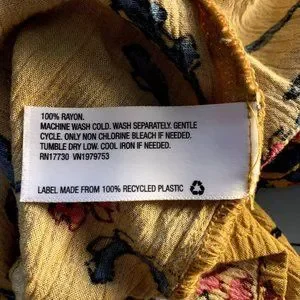 100% RAYON.
MACHINE WASH COLD. WASH SEPARATELY. GENTLE
CYCLE. ONLY NON CHLORINE BLEACH IF NEEDED.
TUMBLE DRY LOW. COOL IRON IF NEEDED.
RN17730 VN1979753
LABEL MADE FROM 100% RECYCLED PLASTIC